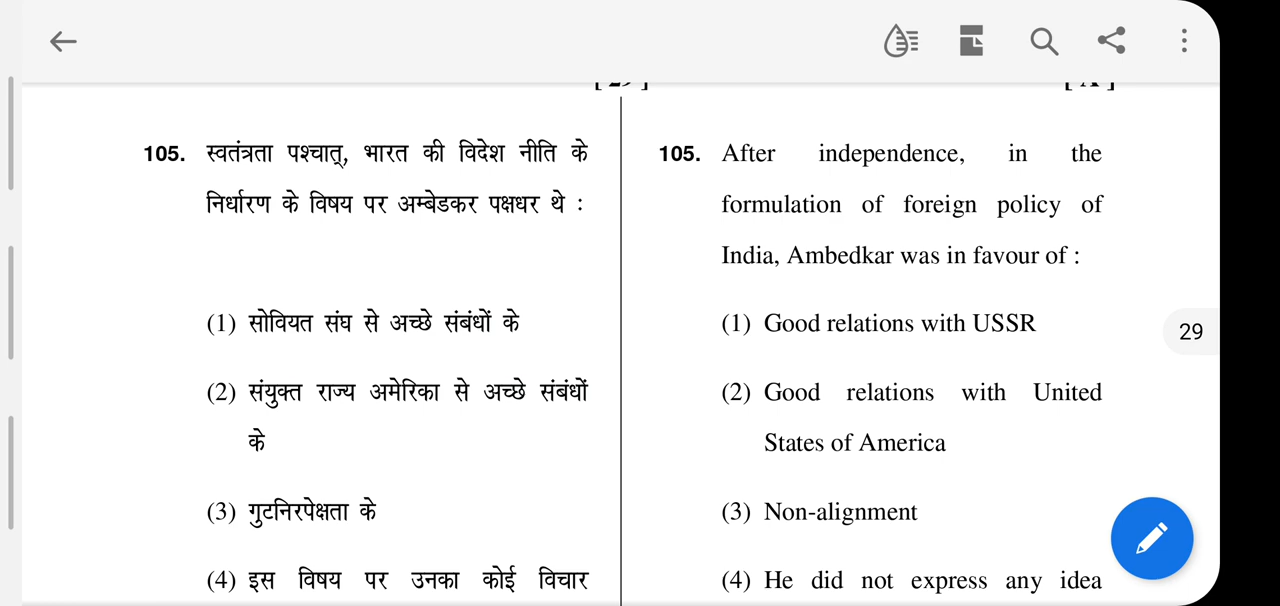 105. स्वतंत्रता पश्चात्, भारत की विदेश नीति के
निर्धारण के विषय पर अम्बेडकर पक्षधर थे :
(1) सोवियत संघ से अच्छे संबंधों के
(2) संयुक्त राज्य अमेरिका से अच्छे संबंधों
के
(3) गुटनिरपेक्षता के
(4) इस विषय पर उनका कोई विचार
105. After independence, in the
formulation of foreign policy of
India, Ambedkar was in favour of :
(1) Good relations with USSR
(2) Good relations with United
States of America
(3) Non-alignment
(4) He did not express any idea
29